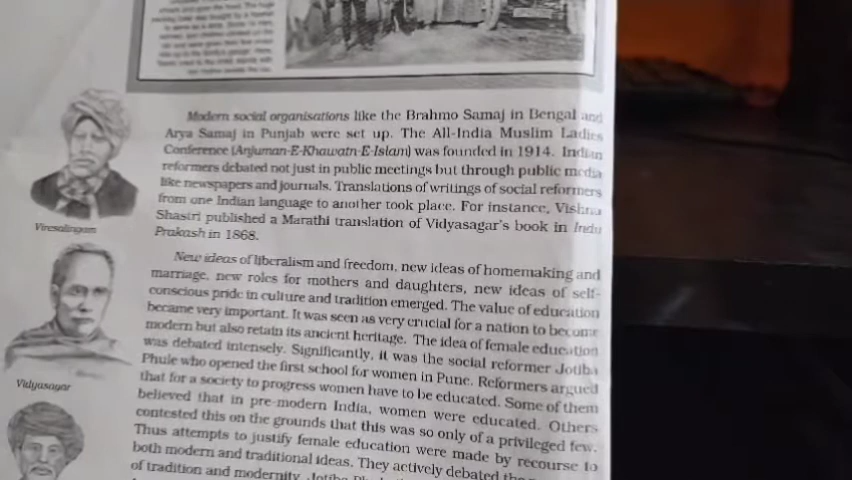 Modern social organisations like the Brahmo Samaj in Bengal and
Arya Samaj in Punjab were set up. The All-India Muslim Ladies
Conference (Anjuman-E-Khawatn-E-Islam) was founded in 1914. Indian
reformers debated not just in public meetings but through public media
like newspapers and journals. Translations of writings of social reformers
from one Indian language to another took place. For instance, Vishnu
Shastri published a Marathi translation of Vidyasagar's book in Indu
Prakash in 1868.
Viresalingam
New ideas of liberalism and freedom, new ideas of homemaking and
marriage, new roles for mothers and daughters, new ideas of self-
conscious pride in culture and tradition emerged. The value of education
became very important. It was seen as very crucial for a nation to become
modern but also retain its ancient heritage. The idea of female education
was debated intensely. Significantly, it was the social reformer Jotiba
Phule who opened the first school for women in Pune. Reformers argued
that for a society to progress women have to be educated. Some of them
believed that in pre-modern India, women were educated. Others
contested this on the grounds that this was so only of a privileged few.
Thus attempts to justify female education were made by recourse to
both modern and traditional ideas. They actively debated the
of tradition and modernity. Jotiba
Vidyasagar